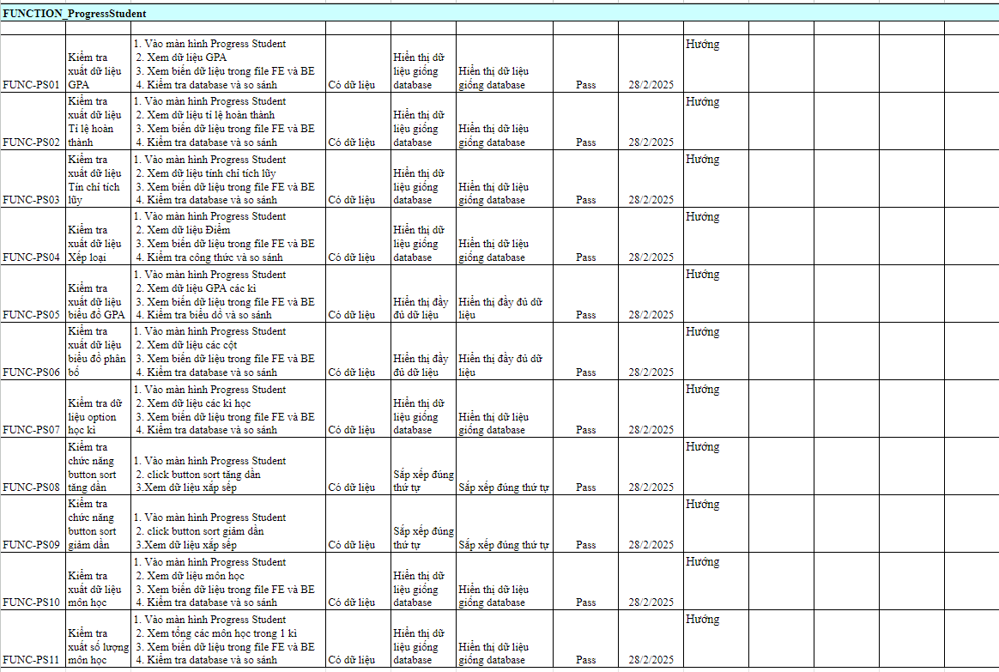 FUNCTION_ProgressStudent
FUNC-PS01
Kiểm tra
xuất dữ liệu
GPA
1. Vào màn hình Progress Student
2. Xem dữ liệu GPA
3. Xem biến dữ liệu trong file FE và BE
4. Kiểm tra database và so sánh
Có dữ liệu
Hiển thị dữ
liệu giống
database
Hiển thị dữ liệu
giống database
Pass
28/2/2025
Hướng
FUNC-PS02
Kiểm tra
xuất dữ liệu
Tỉ lệ hoàn
thành
1. Vào màn hình Progress Student
2. Xem dữ liệu tỉ lệ hoàn thành
3. Xem biến dữ liệu trong file FE và BE
4. Kiểm tra database và so sánh
Có dữ liệu
Hiển thị dữ
liệu giống
database
Hiển thị dữ liệu
giống database
Pass
28/2/2025
Hướng
FUNC-PS03
Kiểm tra
xuất dữ liệu
Tín chỉ tích
lũy
1. Vào màn hình Progress Student
2. Xem dữ liệu tính chỉ tích lũy
3. Xem biến dữ liệu trong file FE và BE
4. Kiểm tra database và so sánh
Có dữ liệu
Hiển thị dữ
liệu giống
database
Hiển thị dữ liệu
giống database
Pass
28/2/2025
Hướng
FUNC-PS04
Kiểm tra
xuất dữ liệu
Xếp loại
1. Vào màn hình Progress Student
2. Xem dữ liệu Điểm
3. Xem biến dữ liệu trong file FE và BE
4. Kiểm tra công thức và so sánh
Có dữ liệu
Hiển thị dữ
liệu giống
database
Hiển thị dữ liệu
giống database
Pass
28/2/2025
Hướng
FUNC-PS05
Kiểm tra
xuất dữ liệu
biểu đồ GPA
1. Vào màn hình Progress Student
2. Xem dữ liệu GPA các kì
3. Xem biến dữ liệu trong file FE và BE
4. Kiểm tra biểu đồ và so sánh
Có dữ liệu
Hiển thị đầy
đủ dữ liệu
Hiển thị đầy đủ dữ
liệu
Pass
28/2/2025
Hướng
FUNC-PS06
Kiểm tra
xuất dữ liệu
biểu đồ phân
bố
1. Vào màn hình Progress Student
2. Xem dữ liệu các cột
3. Xem biến dữ liệu trong file FE và BE
4. Kiểm tra database và so sánh
Có dữ liệu
Hiển thị đầy
đủ dữ liệu
Hiển thị đầy đủ dữ
liệu
Pass
28/2/2025
Hướng
FUNC-PS07
Kiểm tra dữ
liệu option
học kì
1. Vào màn hình Progress Student
2. Xem dữ liệu các kì học
3. Xem biến dữ liệu trong file FE và BE
4. Kiểm tra database và so sánh
Có dữ liệu
Hiển thị dữ
liệu giống
database
Hiển thị dữ liệu
giống database
Pass
28/2/2025
Hướng
FUNC-PS08
Kiểm tra
chức năng
button sort
tăng dần
1. Vào màn hình Progress Student
2. click button sort tăng dần
3.Xem dữ liệu xắp sếp
Có dữ liệu
Sắp xếp đúng
thứ tự
Sắp xếp đúng thứ tự
Pass
28/2/2025
Hướng
FUNC-PS09
Kiểm tra
chức năng
button sort
giảm dần
1. Vào màn hình Progress Student
2. click button sort giảm dần
3.Xem dữ liệu xắp sếp
Có dữ liệu
Sắp xếp đúng
thứ tự
Sắp xếp đúng thứ tự
Pass
28/2/2025
Hướng
FUNC-PS10
Kiểm tra
xuất dữ liệu
môn học
1. Vào màn hình Progress Student
2. Xem dữ liệu môn học
3. Xem biến dữ liệu trong file FE và BE
4. Kiểm tra database và so sánh
Có dữ liệu
Hiển thị dữ
liệu giống
database
Hiển thị dữ liệu
giống database
Pass
28/2/2025
Hướng
FUNC-PS11
Kiểm tra
xuất số lượng
môn học
1. Vào màn hình Progress Student
2. Xem tổng các môn học trong 1 kì
3. Xem biến dữ liệu trong file FE và BE
4. Kiểm tra database và so sánh
Có dữ liệu
Hiển thị dữ
liệu giống
database
Hiển thị dữ liệu
giống database
Pass
28/2/2025
Hướng